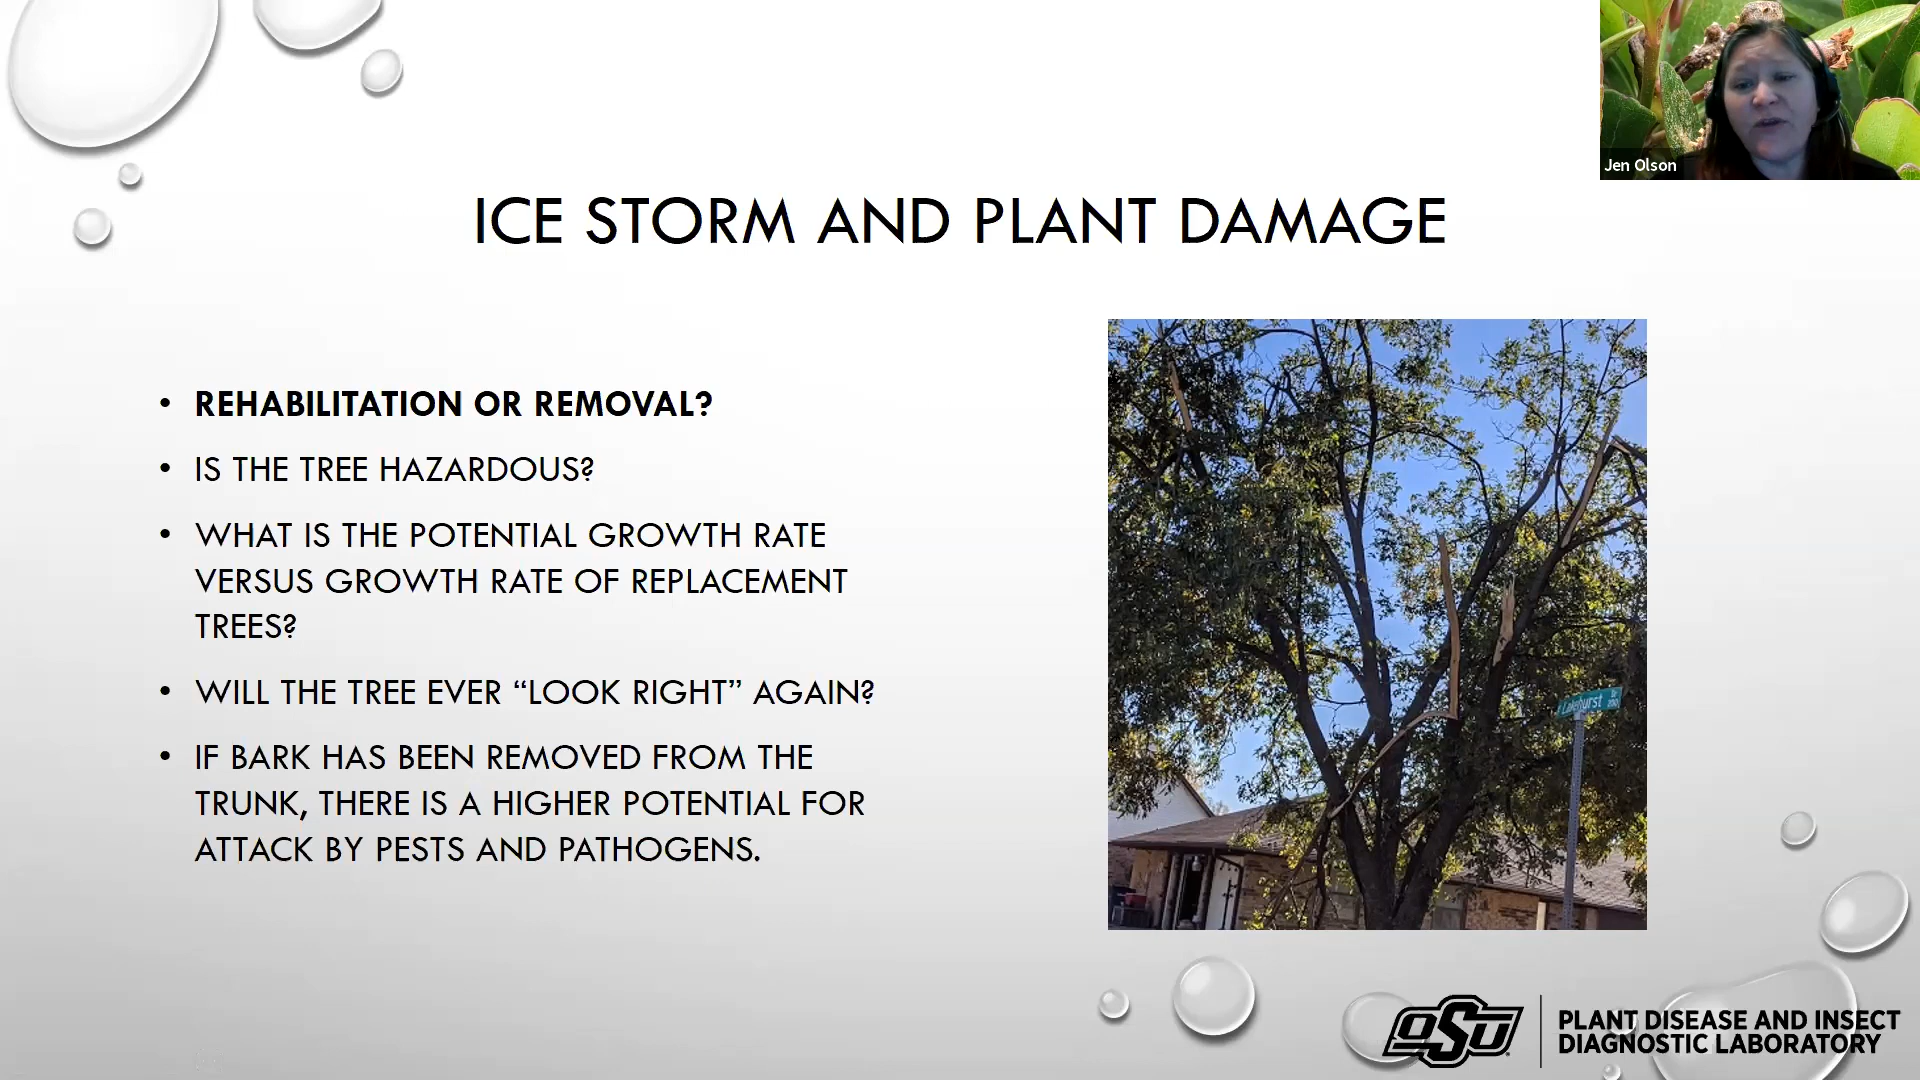 Jen Olson
ICE STORM AND PLANT DAMAGE
• REHABILITATION OR REMOVAL?
• IS THE TREE HAZARDOUS?
• WHAT IS THE POTENTIAL GROWTH RATE
VERSUS GROWTH RATE OF REPLACEMENT
TREES?
• WILL THE TREE EVER “LOOK RIGHT” AGAIN?
• IF BARK HAS BEEN REMOVED FROM THE
TRUNK, THERE IS A HIGHER POTENTIAL FOR
ATTACK BY PESTS AND PATHOGENS.
Lakehurst Dr
OSU
PLANT DISEASE AND INSECT
DIAGNOSTIC LABORATORY